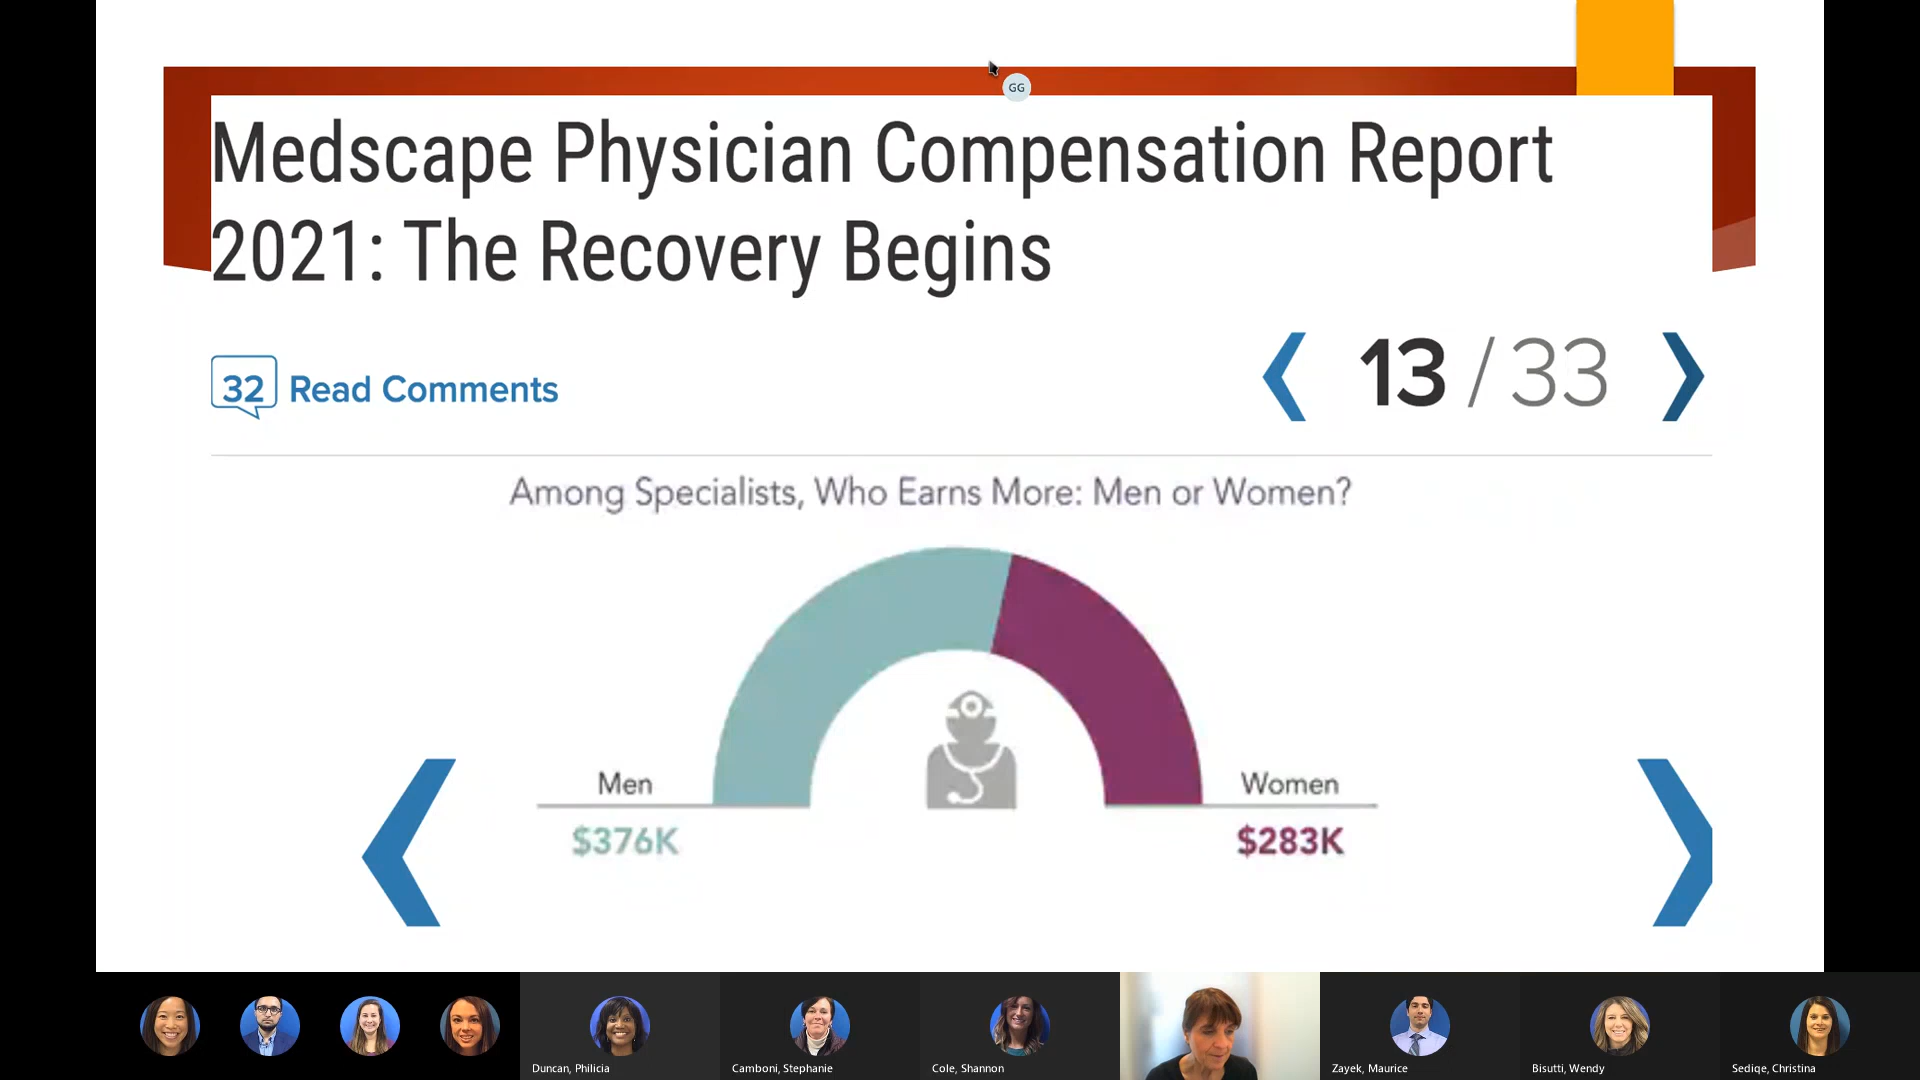 GG
Medscape Physician Compensation Report
2021: The Recovery Begins
32 Read Comments
13 / 33
Among Specialists, Who Earns More: Men or Women?
Men
Women
$376K
$283K
Duncan, Philicia
Camboni, Stephanie
Cole, Shannon
Zayek, Maurice
Bisutti, Wendy
Sediqe, Christina